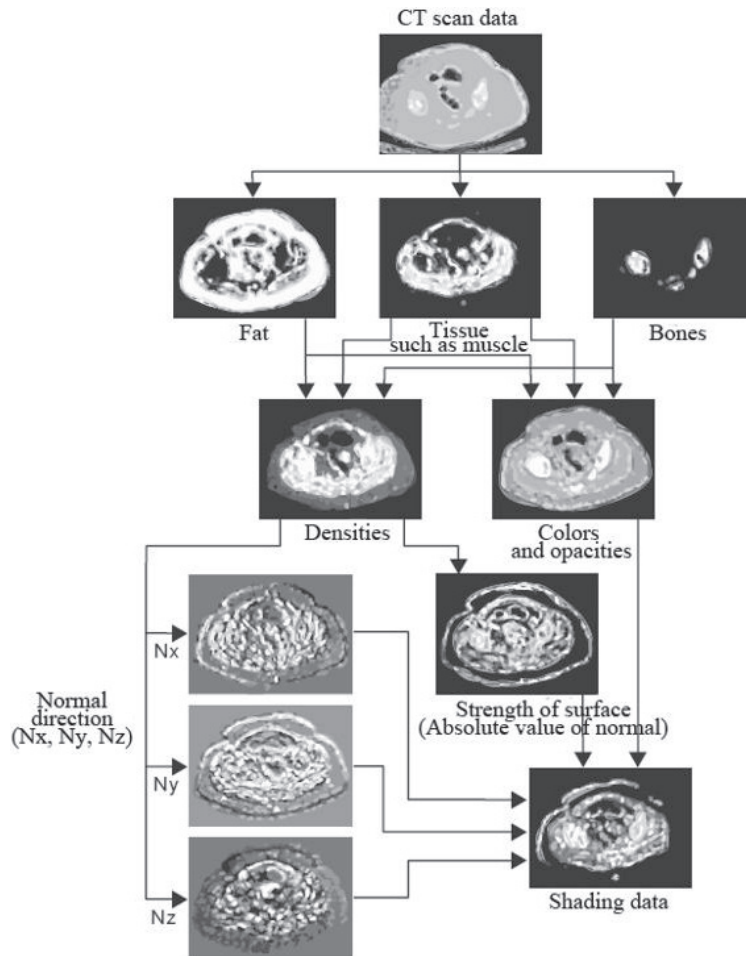 CT scan data
Fat
Tissue
such as muscle
Bones
Densities
Colors
and opacities
Nx
Normal
direction
(Nx, Ny, Nz)
Strength of surface
(Absolute value of normal)
Ny
Nz
Shading data